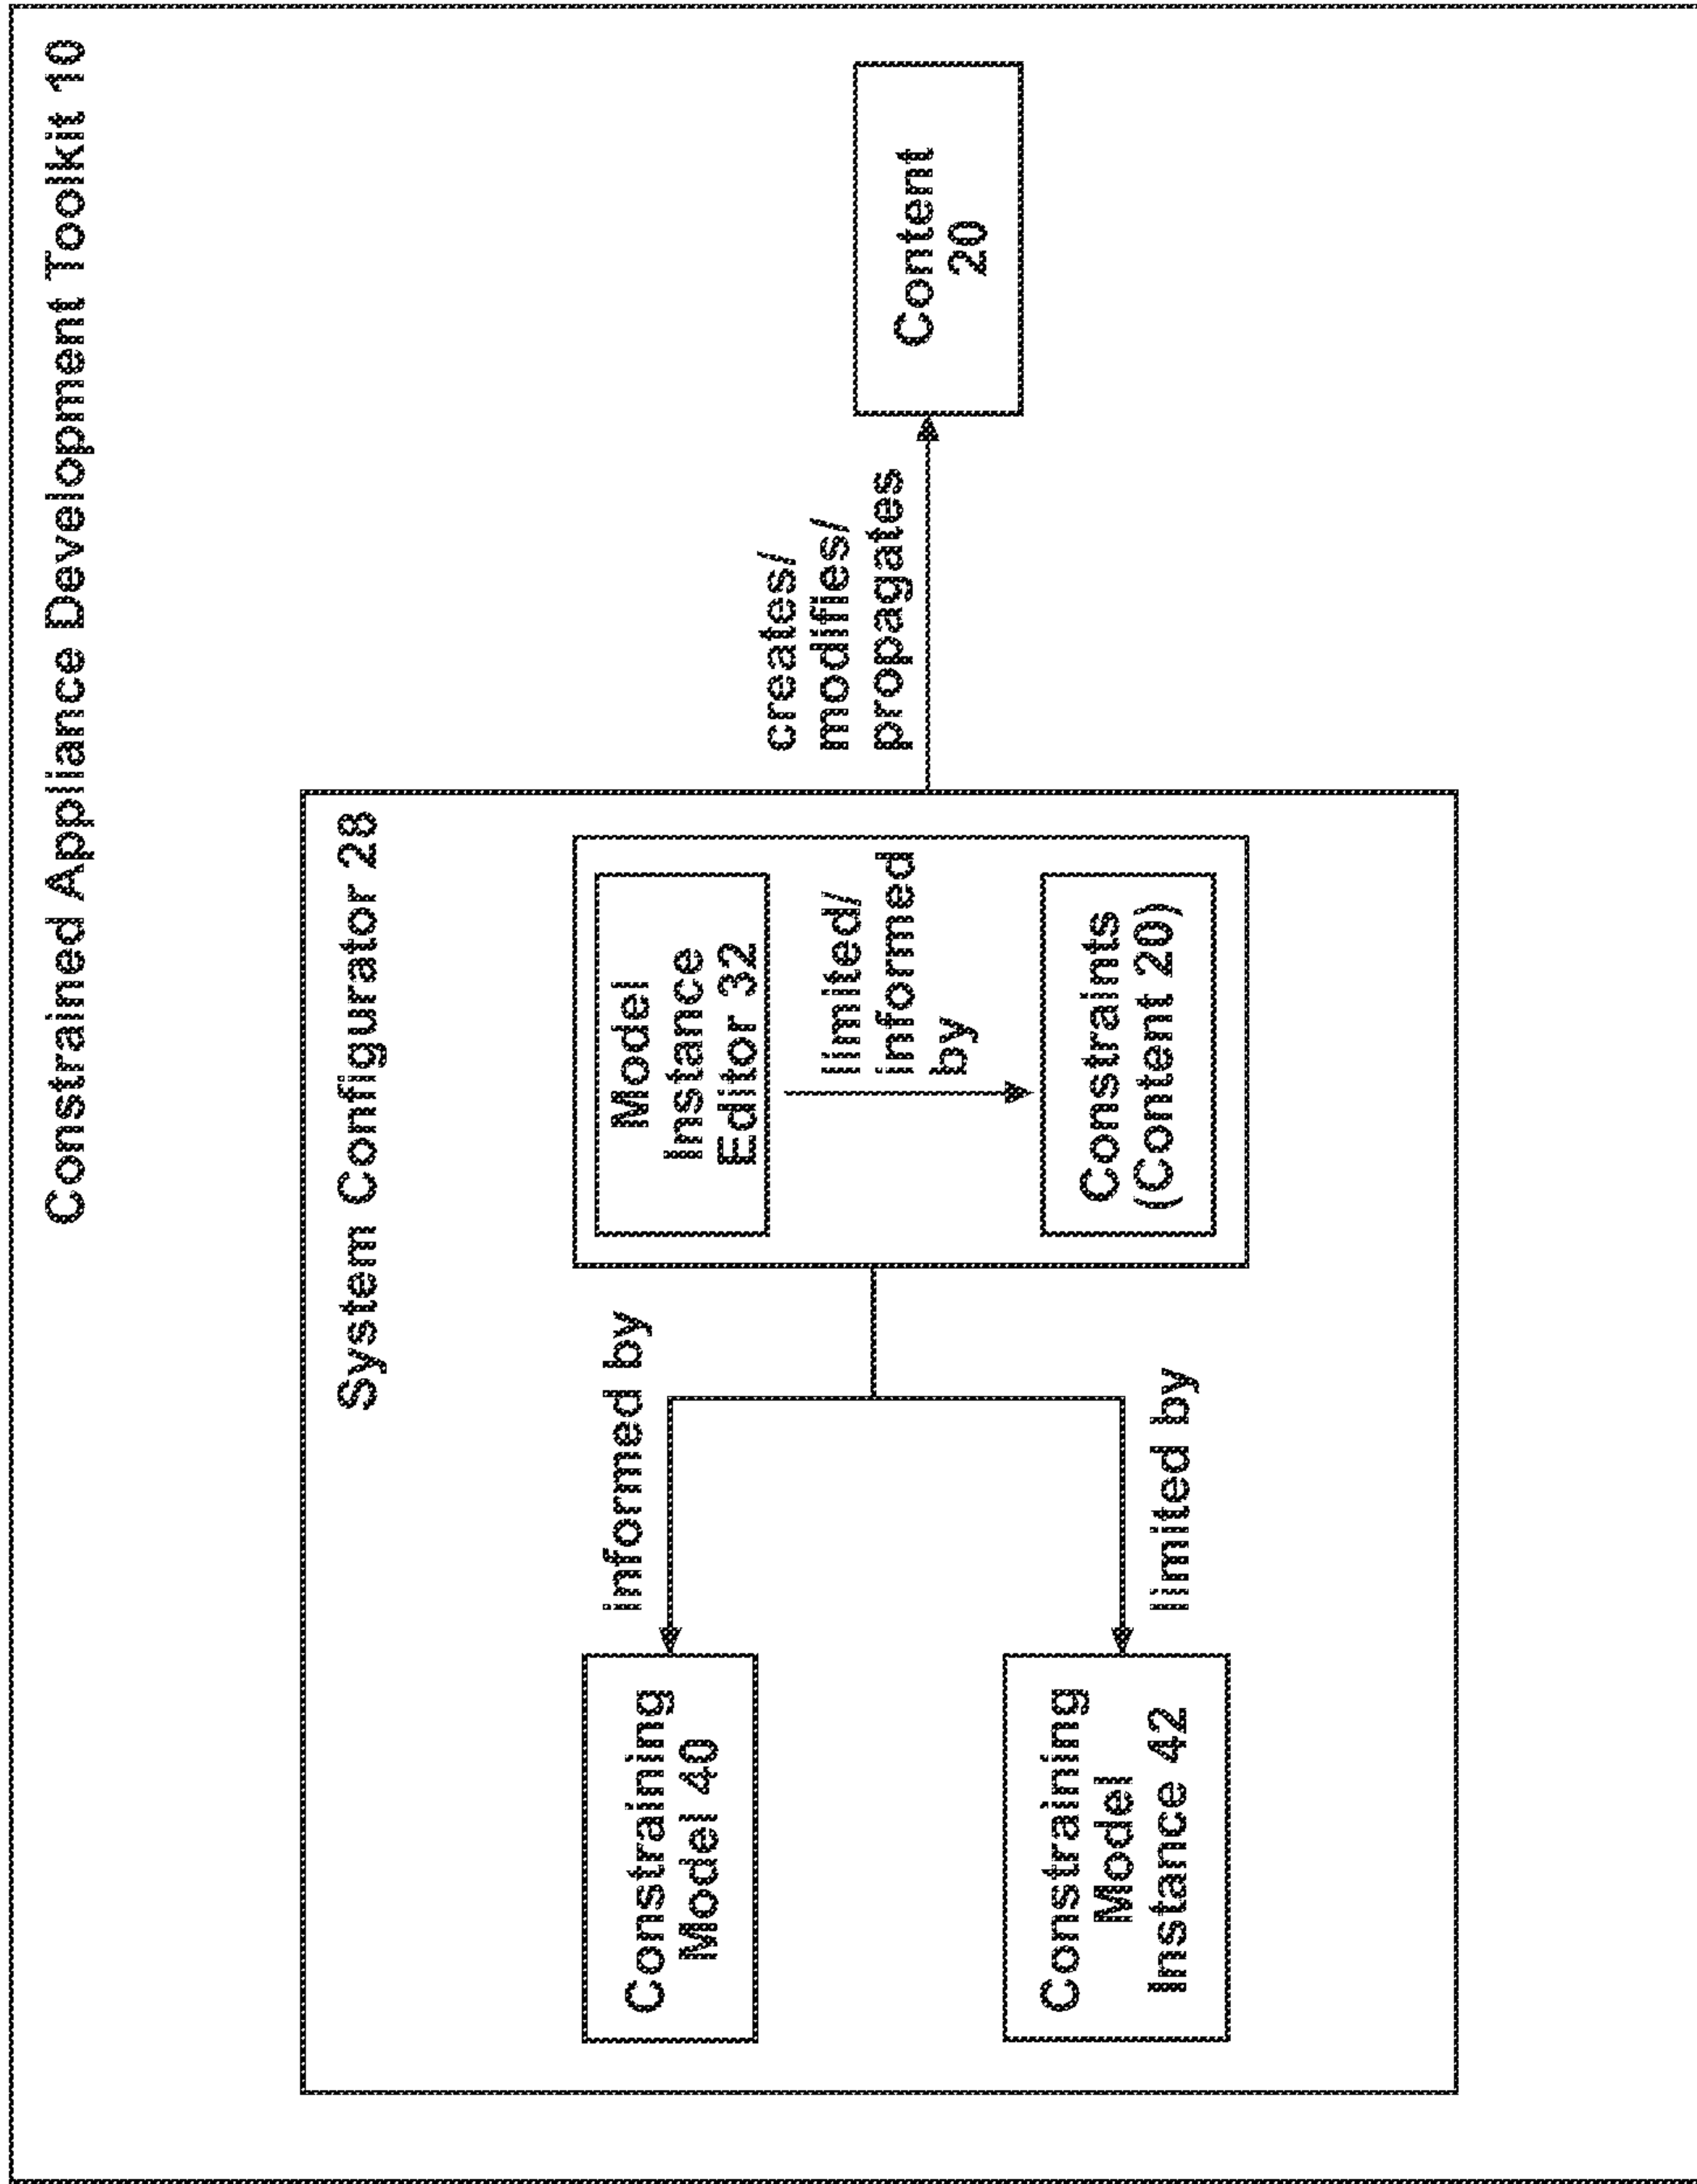 Constrained Appliance Development Toolkit 10
System Configurator 28
Constraining
Model 40
informed by
Model
Instance
Editor 32
limited/
informed
by
Constraining
Model
Instance 42
limited by
Constraints
(Content 20)
creates/
modifies/
propagates
Content
20